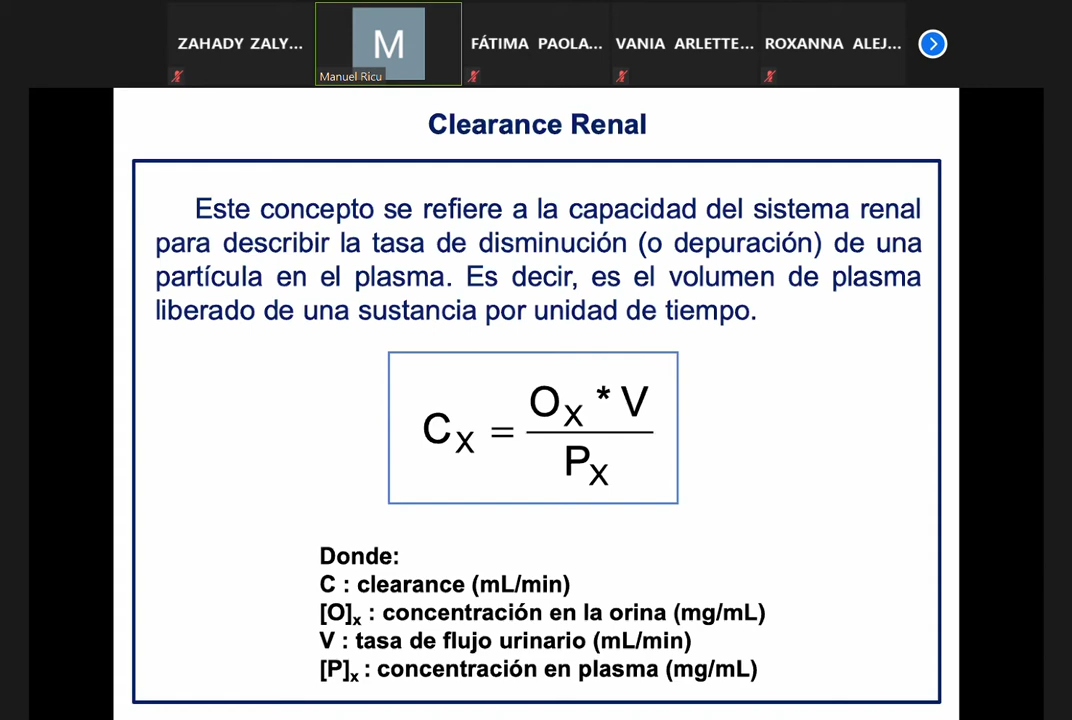 ZAHADY ZALY...
M
FÁTIMA PAOLA...
VANIA ARLETTE...
ROXANNA ALEJ...
Manuel Ricu
Clearance Renal
Este concepto se refiere a la capacidad del sistema renal
para describir la tasa de disminución (o depuración) de una
partícula en el plasma. Es decir, es el volumen de plasma
liberado de una sustancia por unidad de tiempo.
Cx = Ox * V
Px
Donde:
C : clearance (mL/min)
[O]x : concentración en la orina (mg/mL)
V : tasa de flujo urinario (mL/min)
[P]x : concentración en plasma (mg/mL)